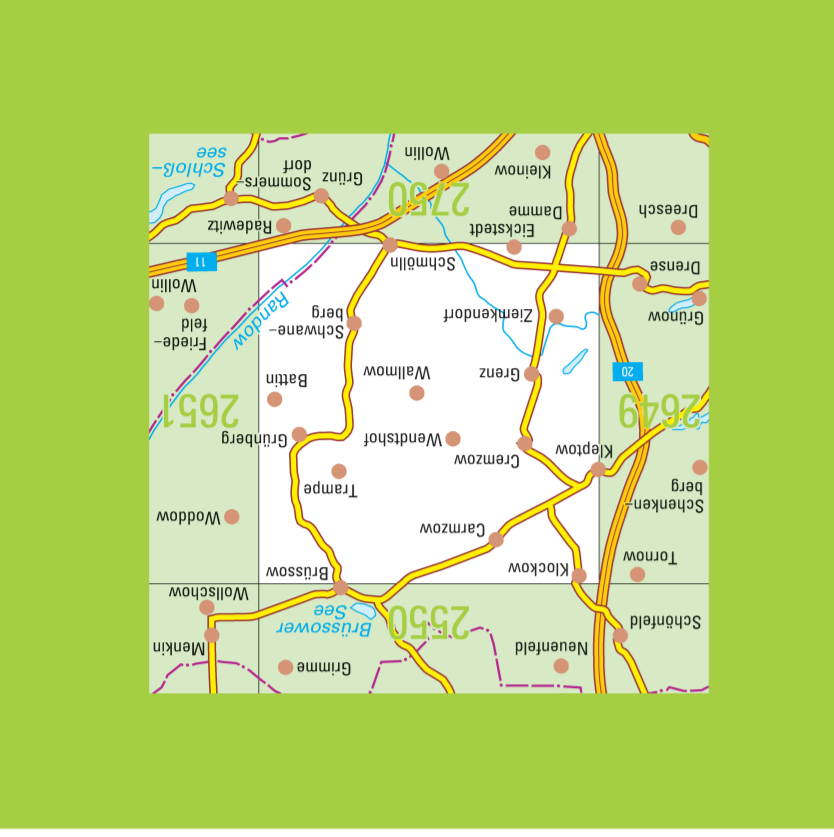 Grimme
Neuenfeld
Menkin
Schönfeld
2550
Brüssower
See
Wollschow
Klockow
Brüssow
Tornow
Carmzow
Woddow
Schenken-
berg
Trampe
Cremzow
Kleptow
Wendtshof
Grünberg
2649
2651
Wallmow
Battin
Grenz
20
Schwane-
berg
Friede-
feld
Randow
Ziemkendorf
Grünow
Wollin
Drense
Schmölln
11
Eickstedt
Damme
Radewitz
Dreesch
2750
Sommers-
dorf
Grünz
Kleinow
Wollin
Schloß-
see